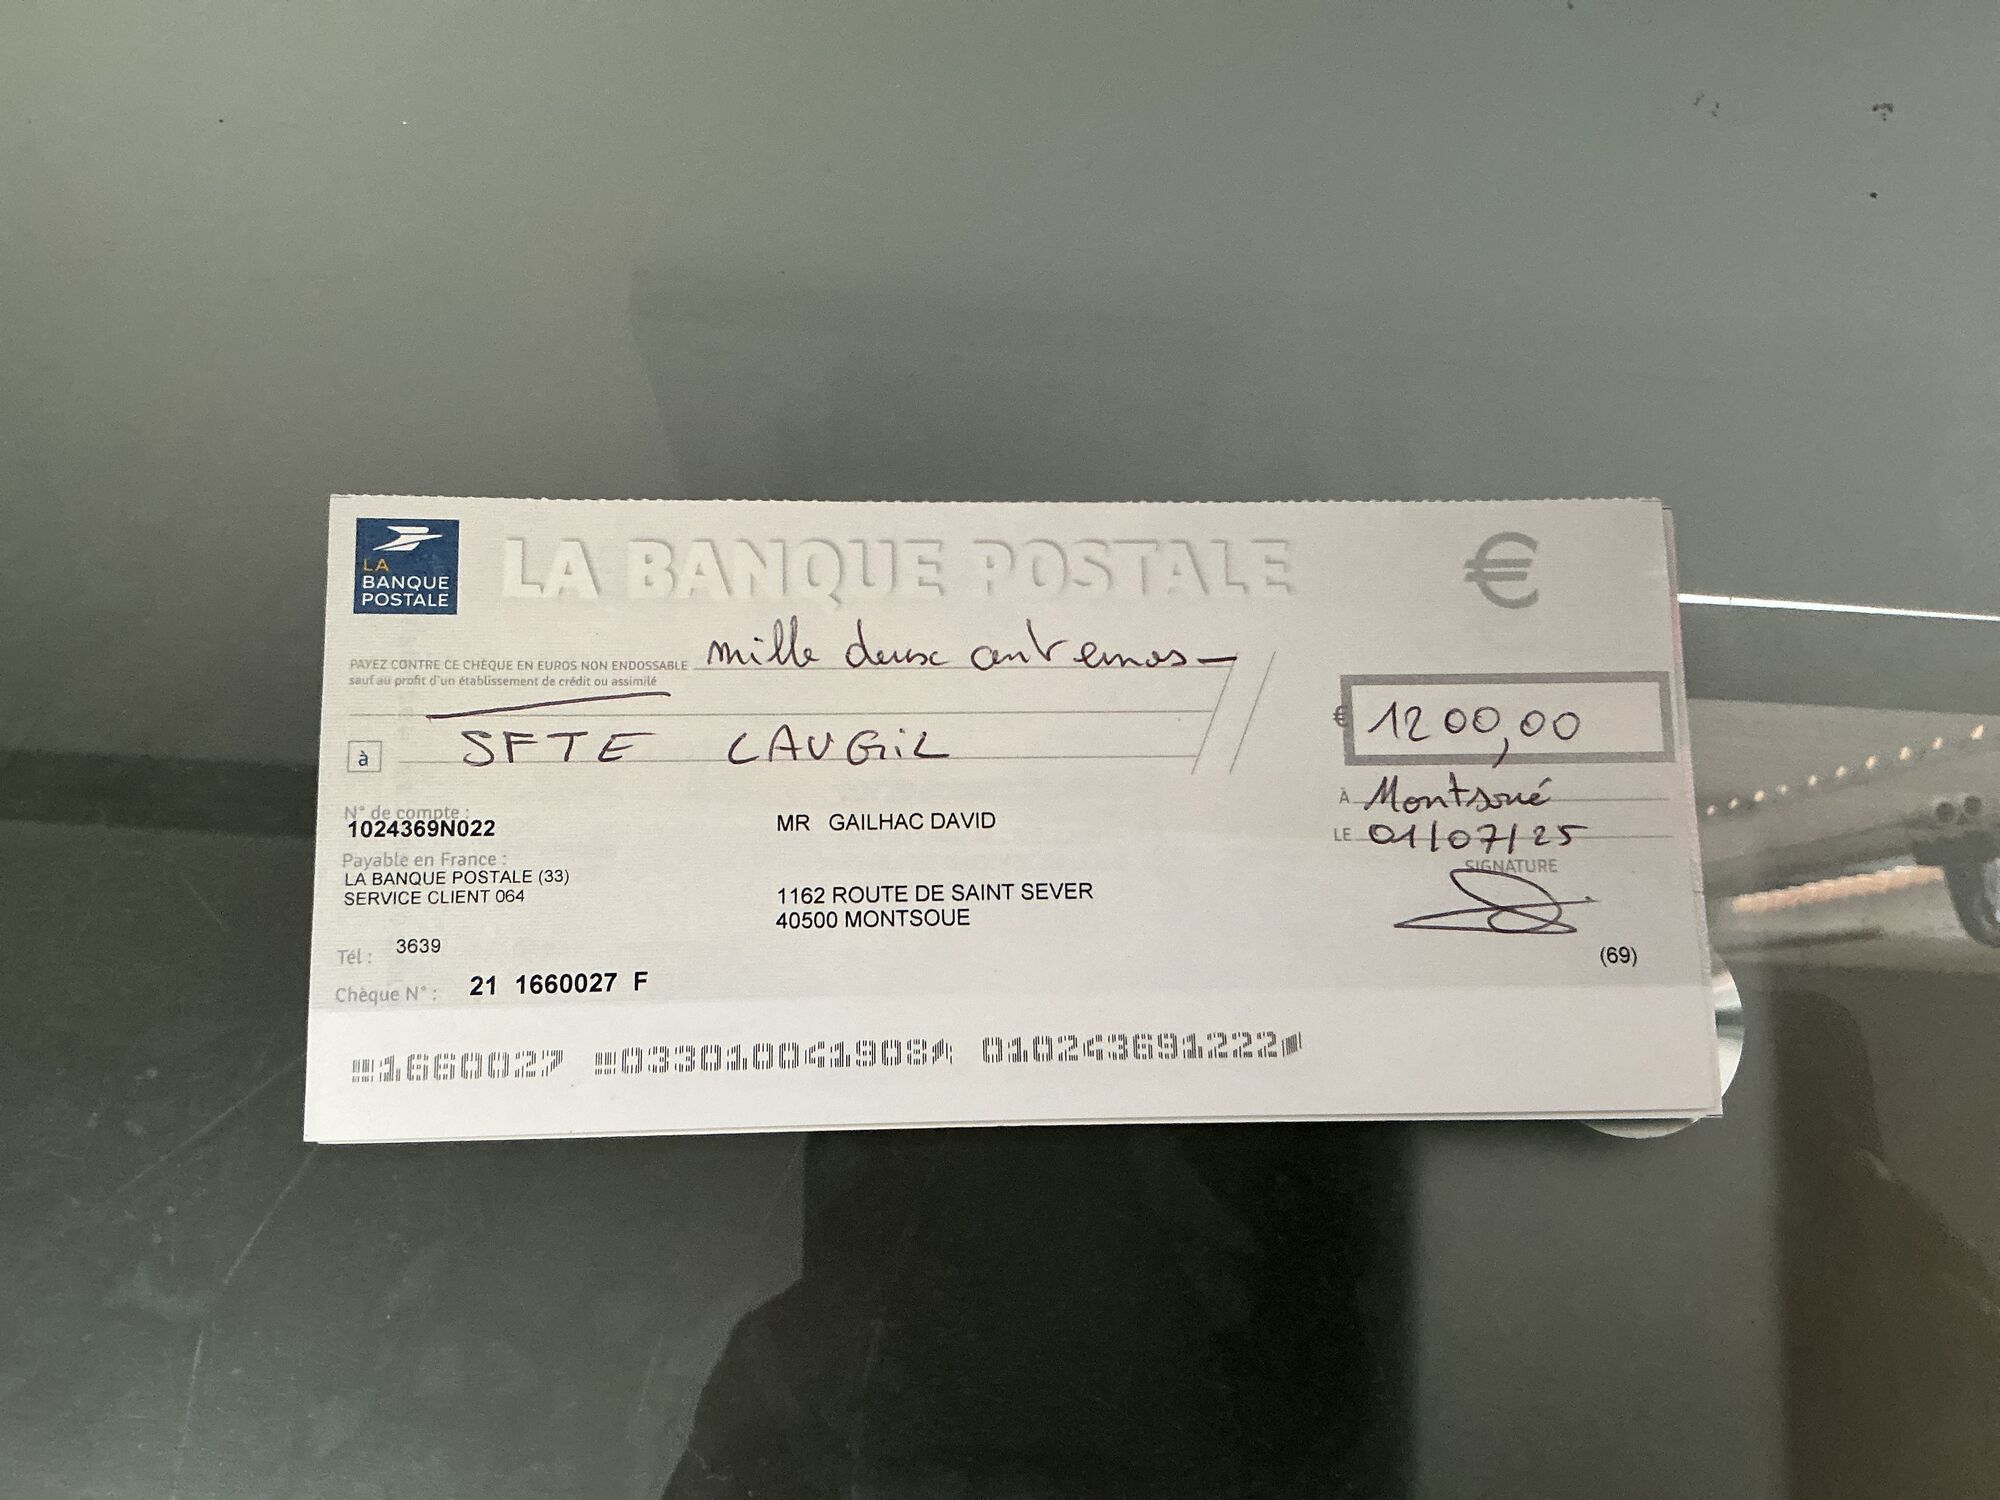 LA
BANQUE
POSTALE
LA BANQUE POSTALE
€
PAYEZ CONTRE CE CHÈQUE EN EUROS NON ENDOSSABLE mille deux cent euros
sauf au profit d'un établissement de crédit ou assimilé
€ 1200,00
à SFTE LAUGIL
À Montsoué
N° de compte :
1024369N022
MR GAILHAC DAVID
LE 01/07/25
Payable en France :
SIGNATURE
LA BANQUE POSTALE (33)
SERVICE CLIENT 064
1162 ROUTE DE SAINT SEVER
40500 MONTSOUE
Tél : 3639
(69)
Chèque N° : 21 1660027 F
1660027 033010041908 010243691222